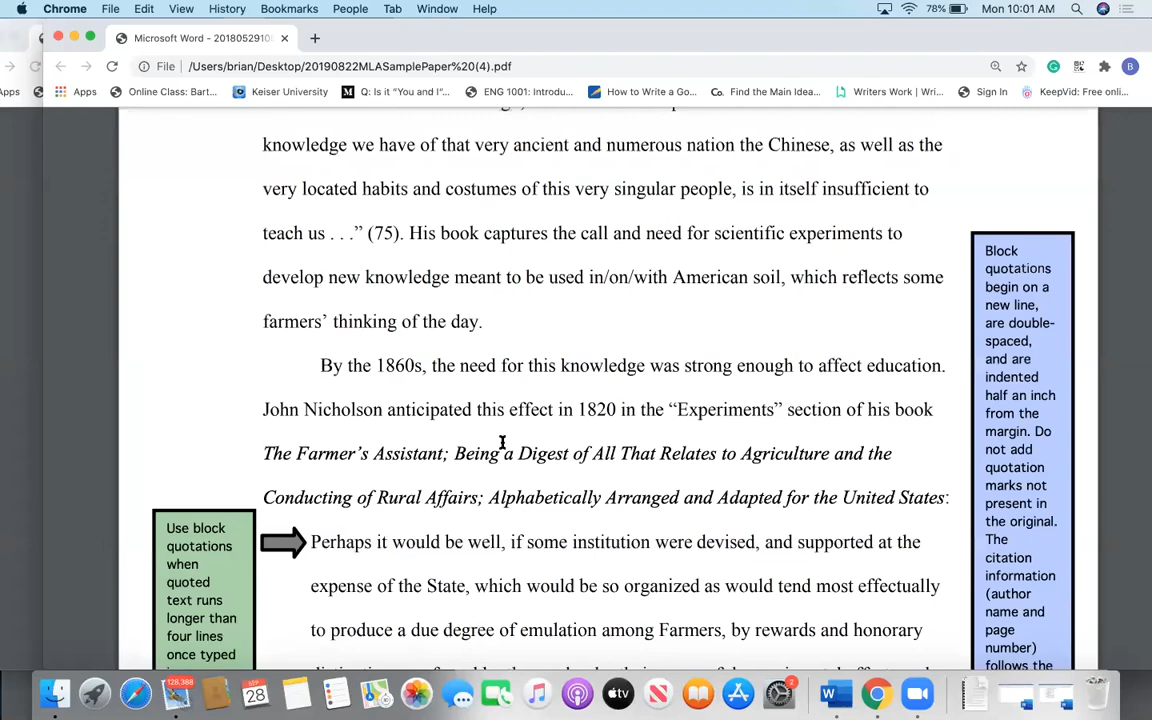 Chrome File Edit View History Bookmarks People Tab Window Help 78% Mon 10:01 AM
Microsoft Word - 2018052910
File /Users/brian/Desktop/20190822MLASamplePaper%20(4).pdf B
Apps Apps Online Class: Bart... Keiser University Q: Is it “You and I”... ENG 1001: Introdu... How to Write a Go... Co. Find the Main Idea... Writers Work | Wri... Sign In KeepVid: Free onli...
knowledge we have of that very ancient and numerous nation the Chinese, as well as the
very located habits and costumes of this very singular people, is in itself insufficient to
teach us . . .” (75). His book captures the call and need for scientific experiments to
develop new knowledge meant to be used in/on/with American soil, which reflects some
farmers’ thinking of the day.
By the 1860s, the need for this knowledge was strong enough to affect education.
John Nicholson anticipated this effect in 1820 in the “Experiments” section of his book
The Farmer’s Assistant; Being a Digest of All That Relates to Agriculture and the
Conducting of Rural Affairs; Alphabetically Arranged and Adapted for the United States:
Perhaps it would be well, if some institution were devised, and supported at the
expense of the State, which would be so organized as would tend most effectually
to produce a due degree of emulation among Farmers, by rewards and honorary
Use block
quotations
when
quoted
text runs
longer than
four lines
once typed
Block
quotations
begin on a
new line,
are double-
spaced,
and are
indented
half an inch
from the
margin. Do
not add
quotation
marks not
present in
the original.
The
citation
information
(author
name and
page
number)
follows the
128,388
SEP
28
tv
2
W